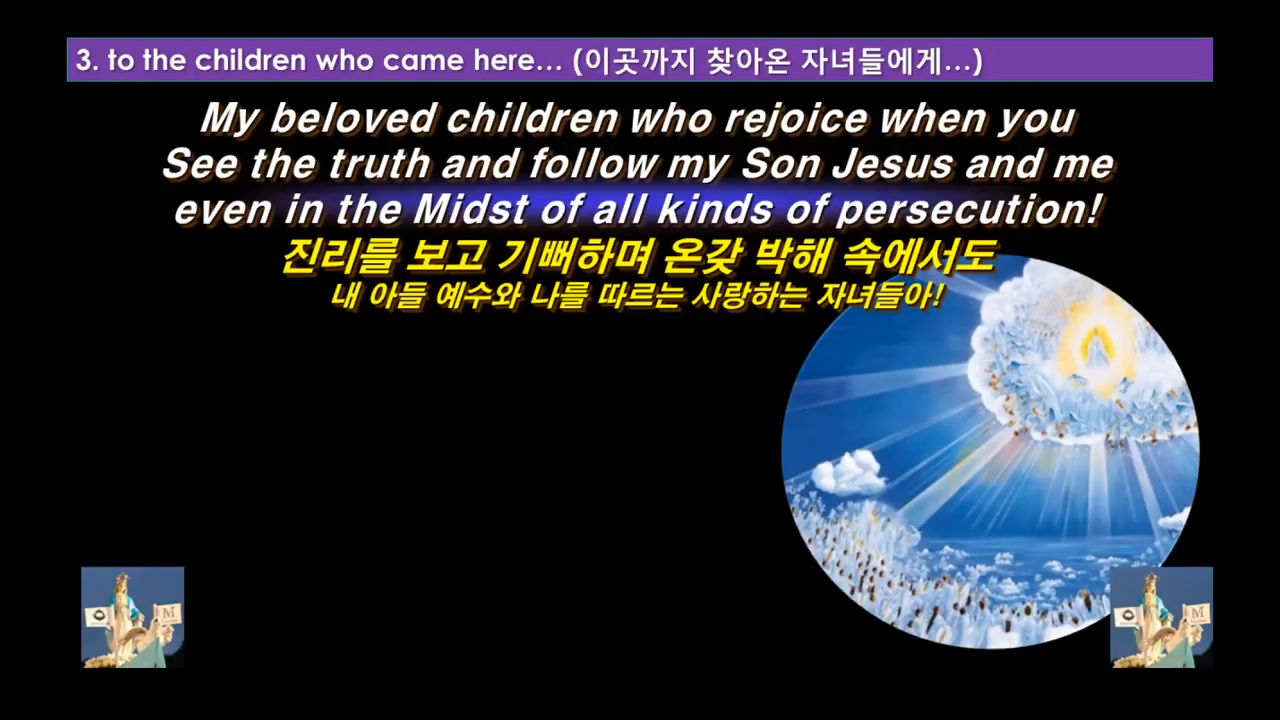 3. to the children who came here... (이곳까지 찾아온 자녀들에게...)
My beloved children who rejoice when you
See the truth and follow my Son Jesus and me
even in the Midst of all kinds of persecution!
진리를 보고 기뻐하며 온갖 박해 속에서도
내 아들 예수와 나를 따르는 사랑하는 자녀들아!
M
M